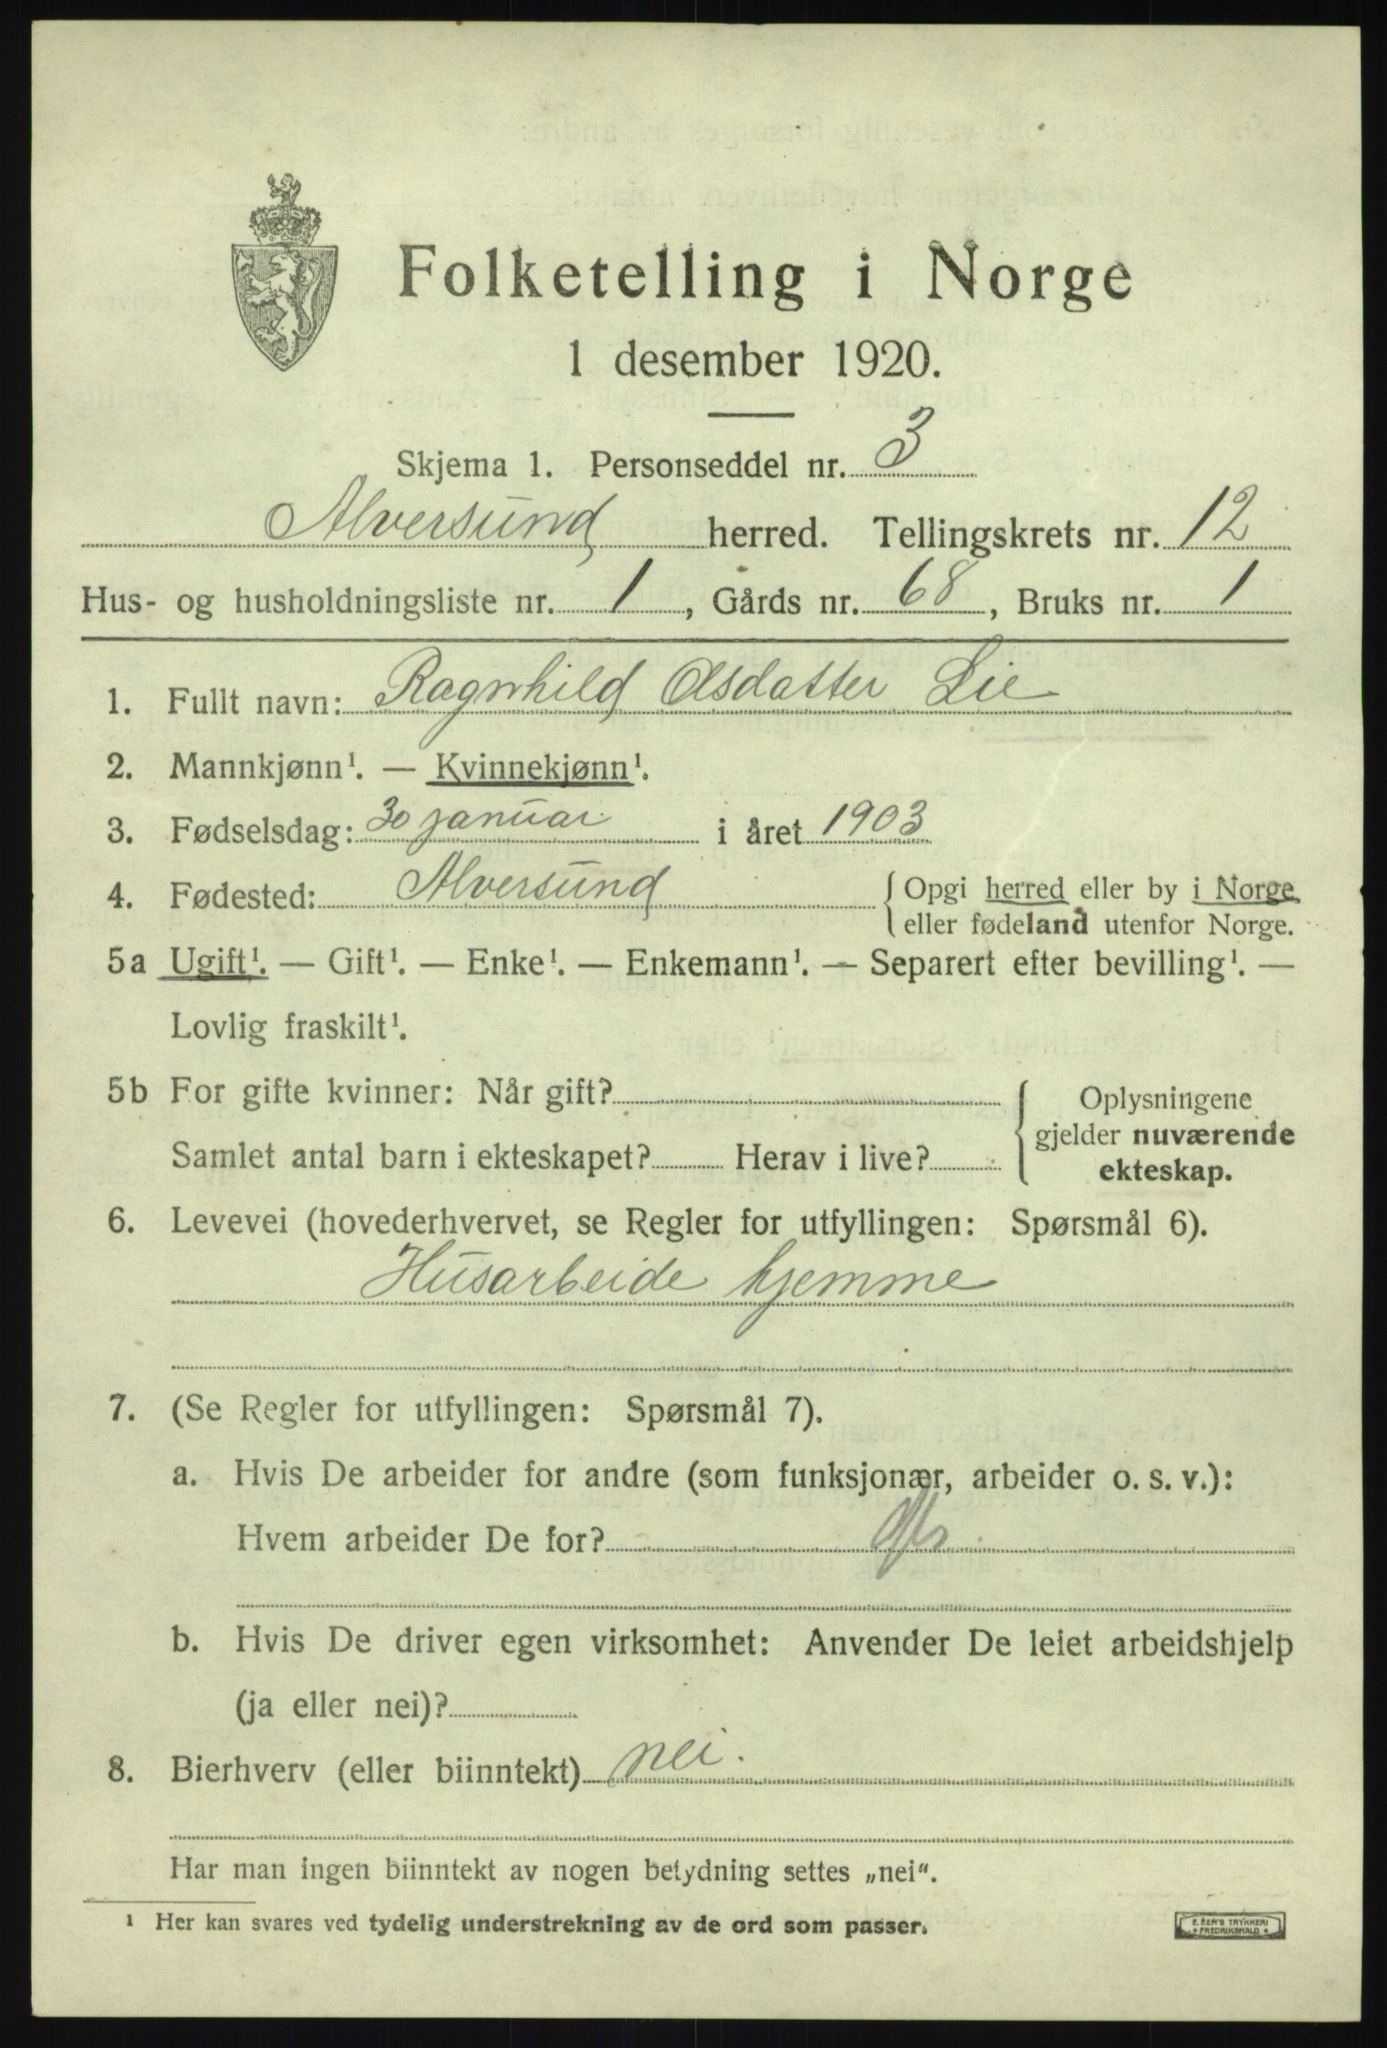 Folketelling i Norge
1 desember 1920.
Skjema 1. Personseddel nr. 3
Alversund herred. Tellingskrets nr. 12
Hus- og husholdningsliste nr. 1, Gårds nr. 68, Bruks nr. 1
1. Fullt navn: Ragnhild Olsdatter Lie
2. Mannkjønn¹. — Kvinnekjønn¹.
3. Fødselsdag: 30 januar i året 1903
4. Fødested: Alversund { Opgi herred eller by i Norge
eller fødeland utenfor Norge.
5a Ugift¹. — Gift¹. — Enke¹. — Enkemann¹. — Separert efter bevilling¹. —
Lovlig fraskilt¹.
5b For gifte kvinner: Når gift? { Oplysningene
gjelder nuværende
Samlet antal barn i ekteskapet? Herav i live?
ekteskap.
6. Levevei (hovederhvervet, se Regler for utfyllingen: Spørsmål 6).
Husarbeide hjemme
7. (Se Regler for utfyllingen: Spørsmål 7).
a. Hvis De arbeider for andre (som funksjonær, arbeider o. s. v.):
Hvem arbeider De for?
b. Hvis De driver egen virksomhet: Anvender De leiet arbeidshjelp
(ja eller nei)?
8. Bierhverv (eller biinntekt) nei.
Har man ingen biinntekt av nogen betydning settes „nei“.
¹ Her kan svares ved tydelig understrekning av de ord som passer.
TRYKKERI
FREDRIKSHALD